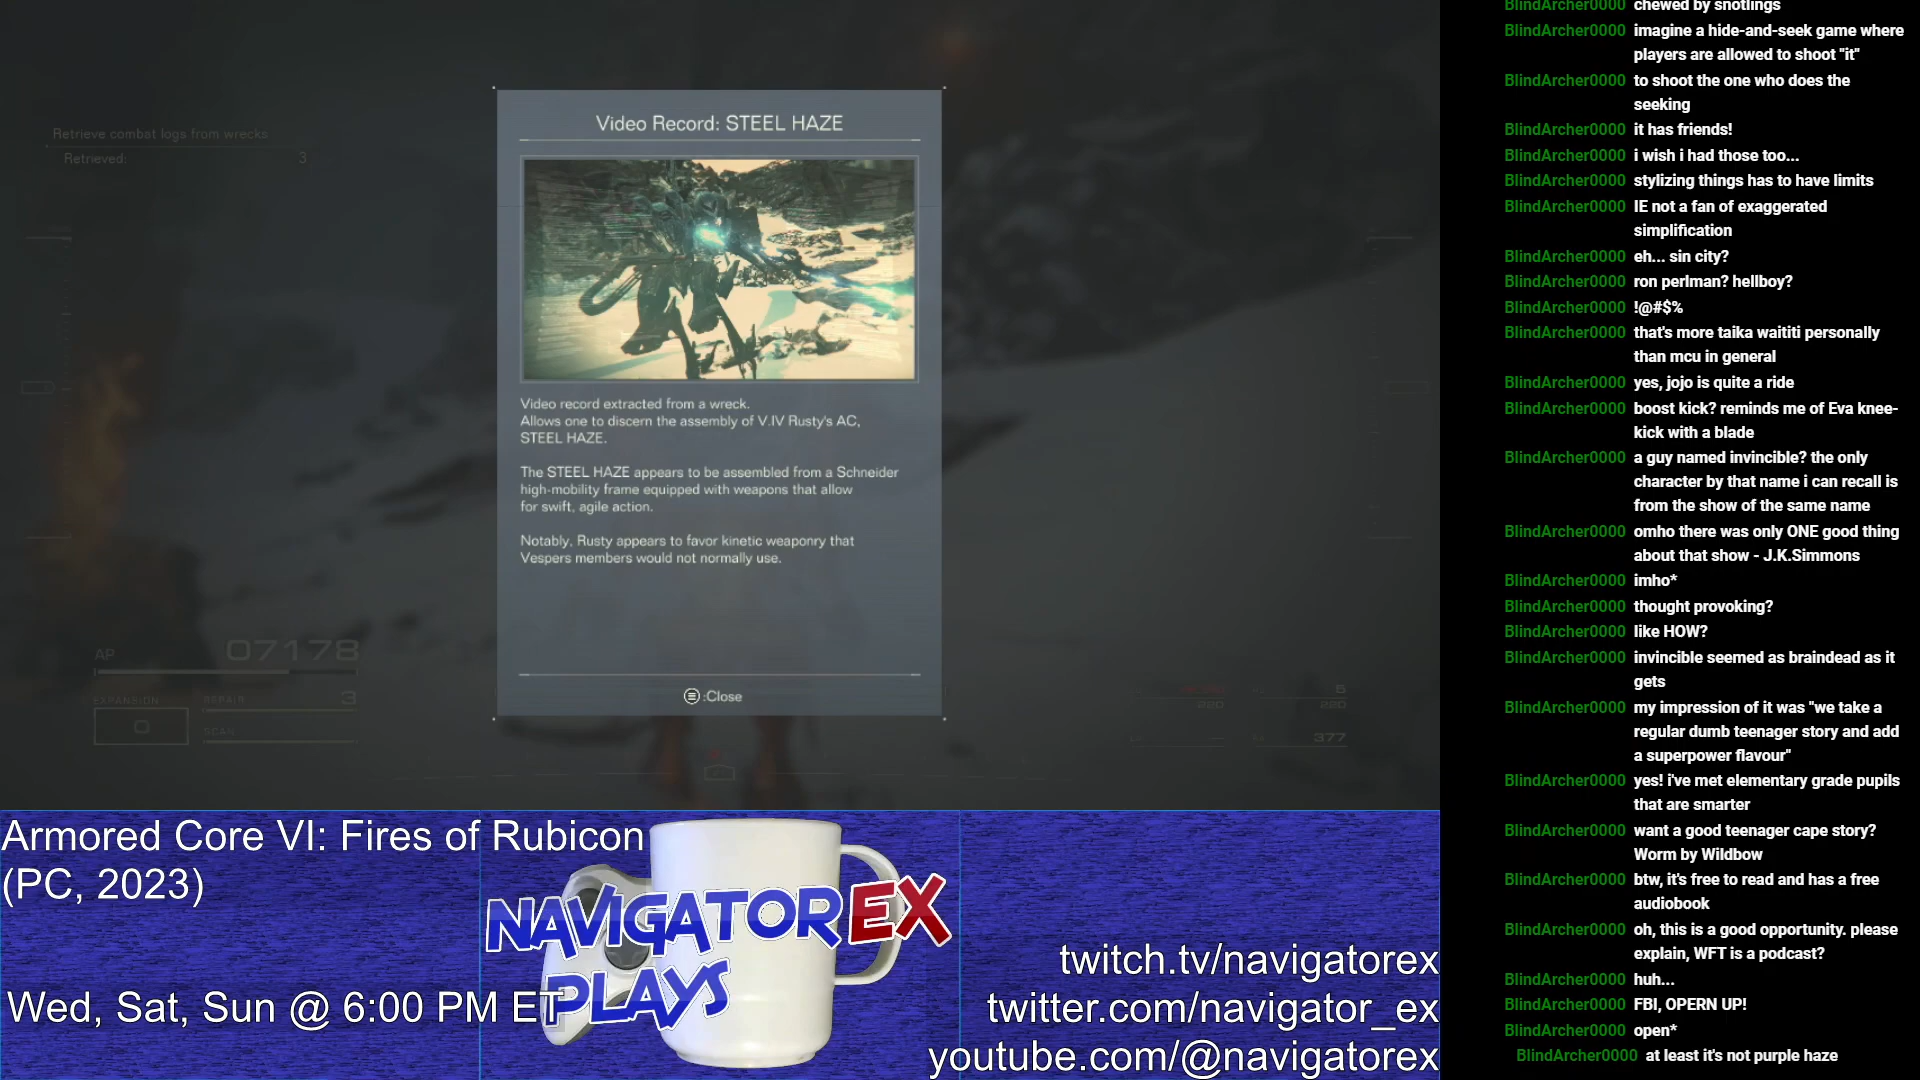 Retrieve combat logs from wrecks
Retrieved: 3
Video Record: STEEL HAZE
Video record extracted from a wreck.
Allows one to discern the assembly of V.IV Rusty's AC,
STEEL HAZE.
The STEEL HAZE appears to be assembled from a Schneider
high-mobility frame equipped with weapons that allow
for swift, agile action.
Notably, Rusty appears to favor kinetic weaponry that
Vespers members would not normally use.
:Close
AP 07178
EXPANSION
REPAIR 3
0
SCAN
6
220 220
377
Armored Core VI: Fires of Rubicon
(PC, 2023)
Wed, Sat, Sun @ 6:00 PM ET
NAVIGATOR EX
PLAYS
twitch.tv/navigatorex
twitter.com/navigator_ex
youtube.com/@navigatorex
BlindArcher0000 chewed by snotlings
BlindArcher0000 imagine a hide-and-seek game where
players are allowed to shoot "it"
BlindArcher0000 to shoot the one who does the
seeking
BlindArcher0000 it has friends!
BlindArcher0000 i wish i had those too...
BlindArcher0000 stylizing things has to have limits
BlindArcher0000 IE not a fan of exaggerated
simplification
BlindArcher0000 eh... sin city?
BlindArcher0000 ron perlman? hellboy?
BlindArcher0000 !@#$%
BlindArcher0000 that's more taika waititi personally
than mcu in general
BlindArcher0000 yes, jojo is quite a ride
BlindArcher0000 boost kick? reminds me of Eva knee-
kick with a blade
BlindArcher0000 a guy named invincible? the only
character by that name i can recall is
from the show of the same name
BlindArcher0000 omho there was only ONE good thing
about that show - J.K.Simmons
BlindArcher0000 imho*
BlindArcher0000 thought provoking?
BlindArcher0000 like HOW?
BlindArcher0000 invincible seemed as braindead as it
gets
BlindArcher0000 my impression of it was "we take a
regular dumb teenager story and add
a superpower flavour"
BlindArcher0000 yes! i've met elementary grade pupils
that are smarter
BlindArcher0000 want a good teenager cape story?
Worm by Wildbow
BlindArcher0000 btw, it's free to read and has a free
audiobook
BlindArcher0000 oh, this is a good opportunity. please
explain, WFT is a podcast?
BlindArcher0000 huh...
BlindArcher0000 FBI, OPERN UP!
BlindArcher0000 open*
BlindArcher0000 at least it's not purple haze